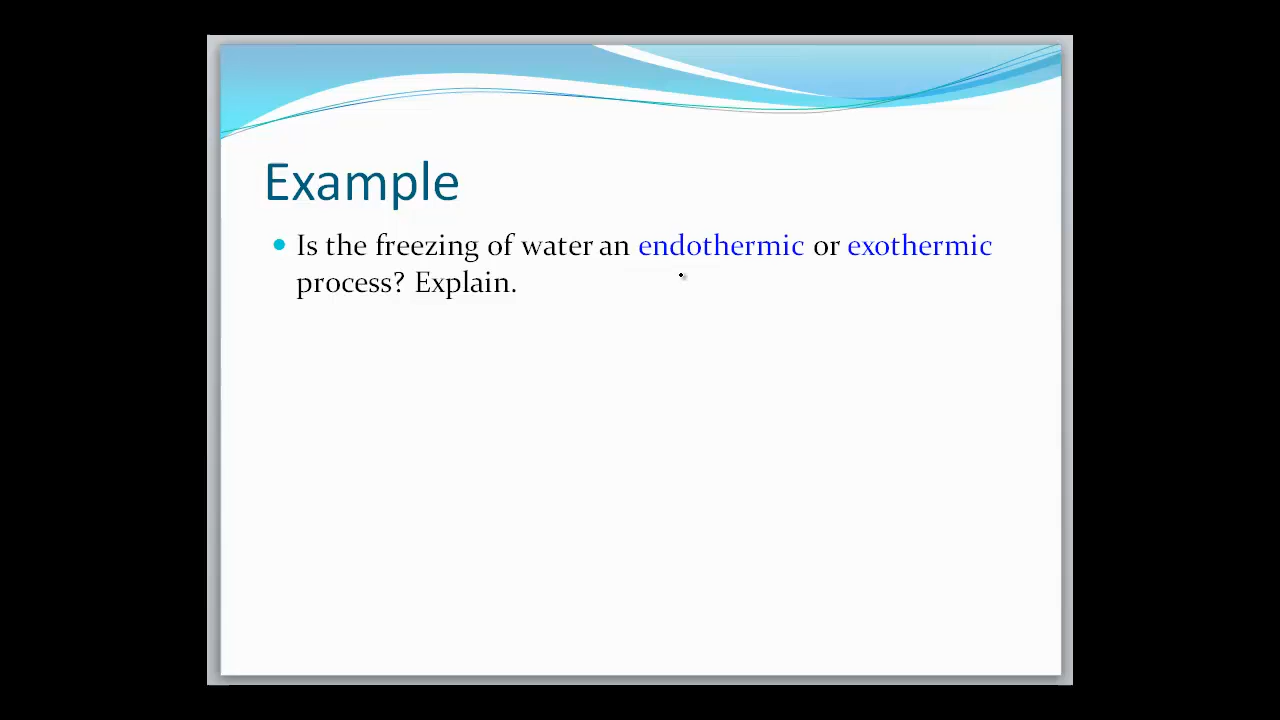 Example
Is the freezing of water an endothermic or exothermic
process? Explain.